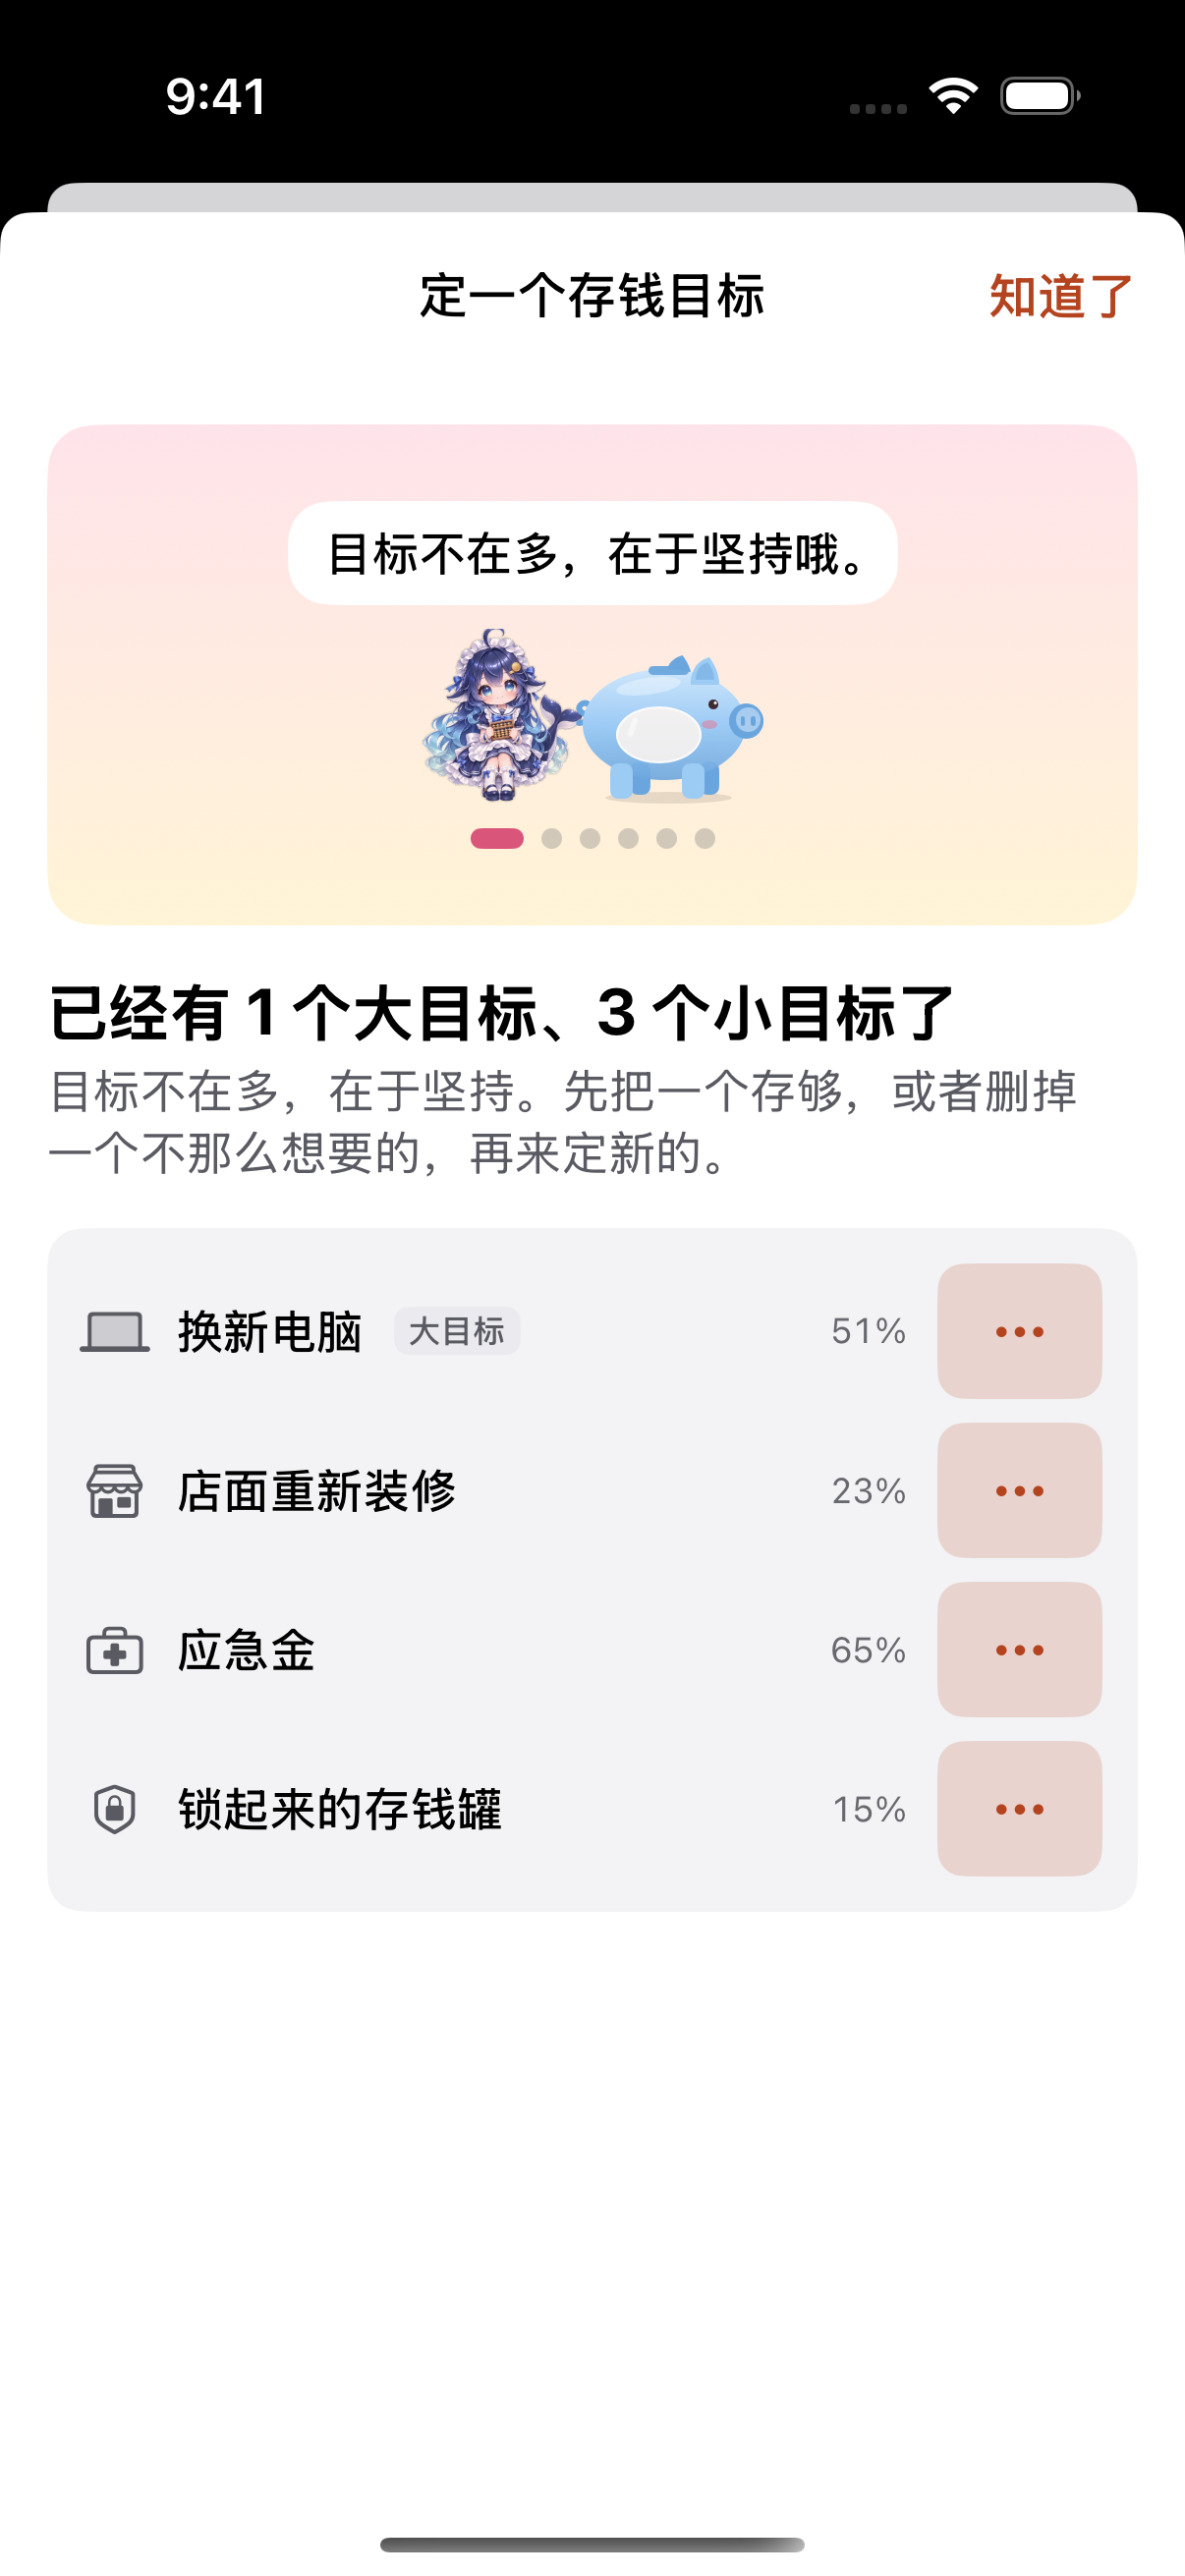 9:41
定一个存钱目标
知道了
目标不在多，在于坚持哦。
已经有 1 个大目标、3 个小目标了
目标不在多，在于坚持。先把一个存够，或者删掉
一个不那么想要的，再来定新的。
换新电脑 大目标 51%
店面重新装修 23%
应急金 65%
锁起来的存钱罐 15%